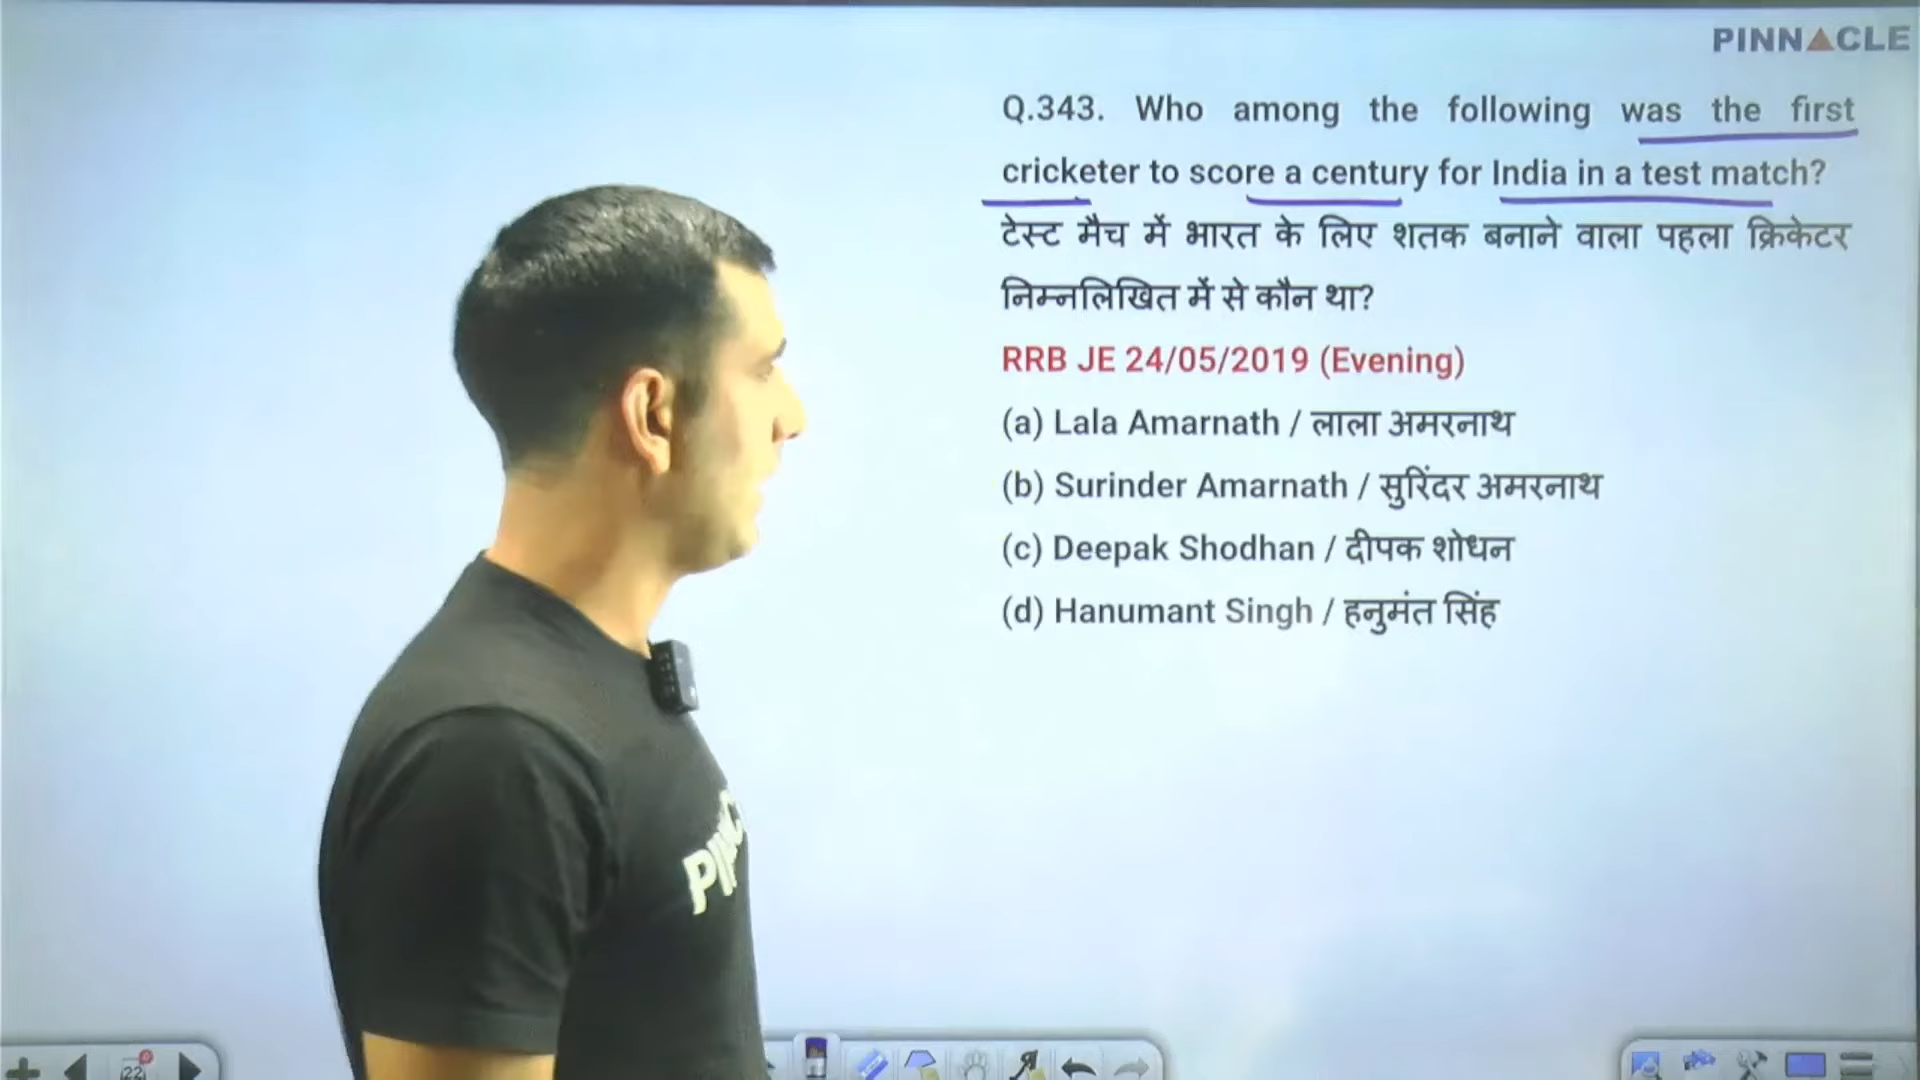 PINNACLE
Q.343. Who among the following was the first
cricketer to score a century for India in a test match?
टेस्ट मैच में भारत के लिए शतक बनाने वाला पहला क्रिकेटर
निम्नलिखित में से कौन था?
RRB JE 24/05/2019 (Evening)
(a) Lala Amarnath / लाला अमरनाथ
(b) Surinder Amarnath / सुरिंदर अमरनाथ
(c) Deepak Shodhan / दीपक शोधन
(d) Hanumant Singh / हनुमंत सिंह
22